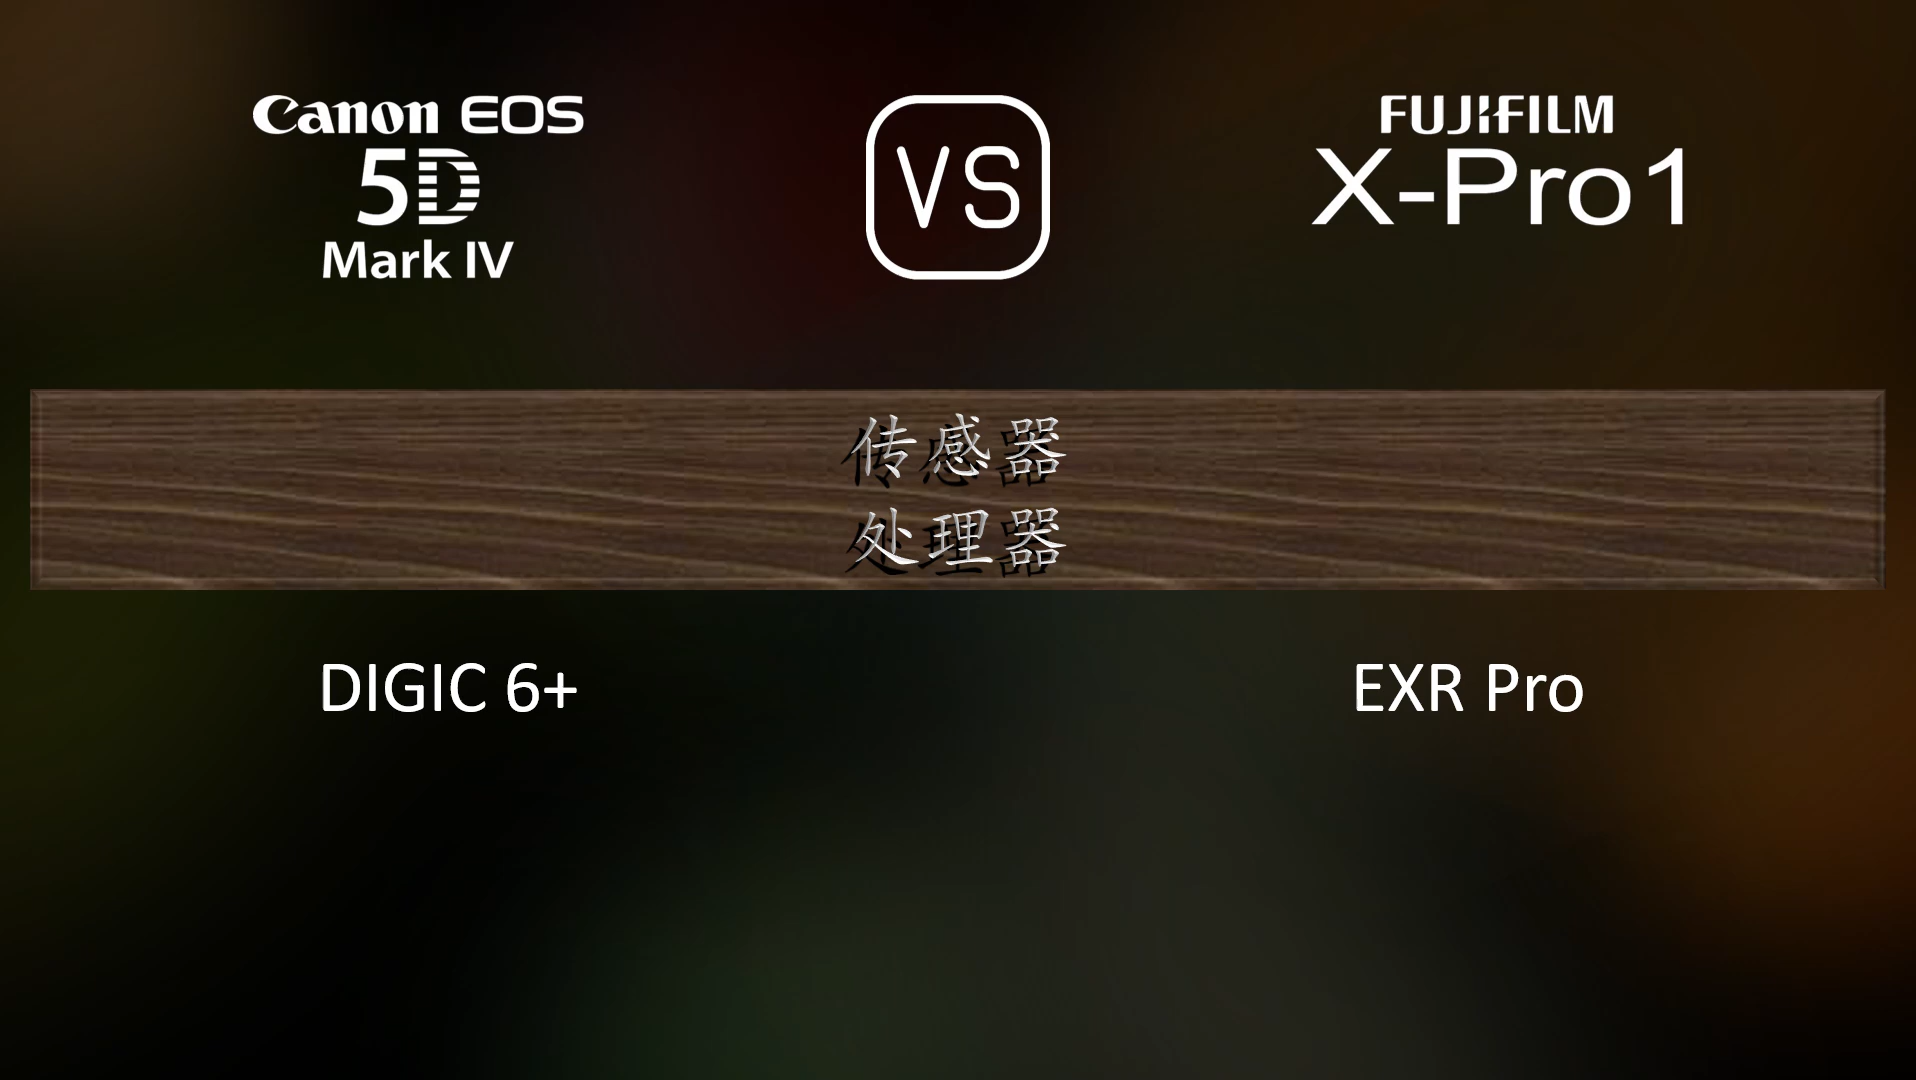 Canon EOS
5D
Mark IV
VS
FUJIFILM
X-Pro1
传感器
处理器
DIGIC 6+
EXR Pro